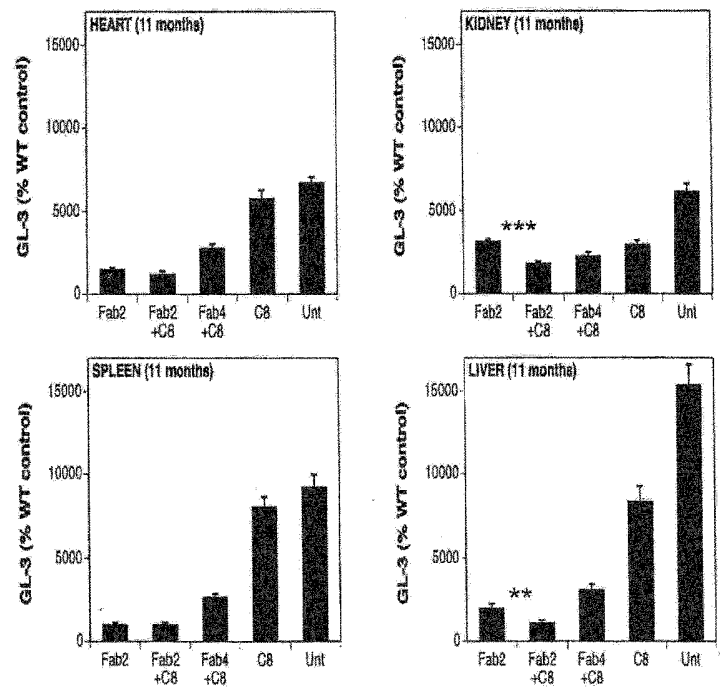 HEART (11 months)
GL-3 (% WT control)
15000
10000
5000
0
Fab2
Fab2
+C8
Fab4
+C8
C8
Unt
KIDNEY (11 months)
GL-3 (% WT control)
15000
10000
5000
0
***
Fab2
Fab2
+C8
Fab4
+C8
C8
Unt
SPLEEN (11 months)
GL-3 (% WT control)
15000
10000
5000
0
Fab2
Fab2
+C8
Fab4
+C8
C8
Unt
LIVER (11 months)
GL-3 (% WT control)
15000
10000
5000
0
**
Fab2
Fab2
+C8
Fab4
+C8
C8
Unt